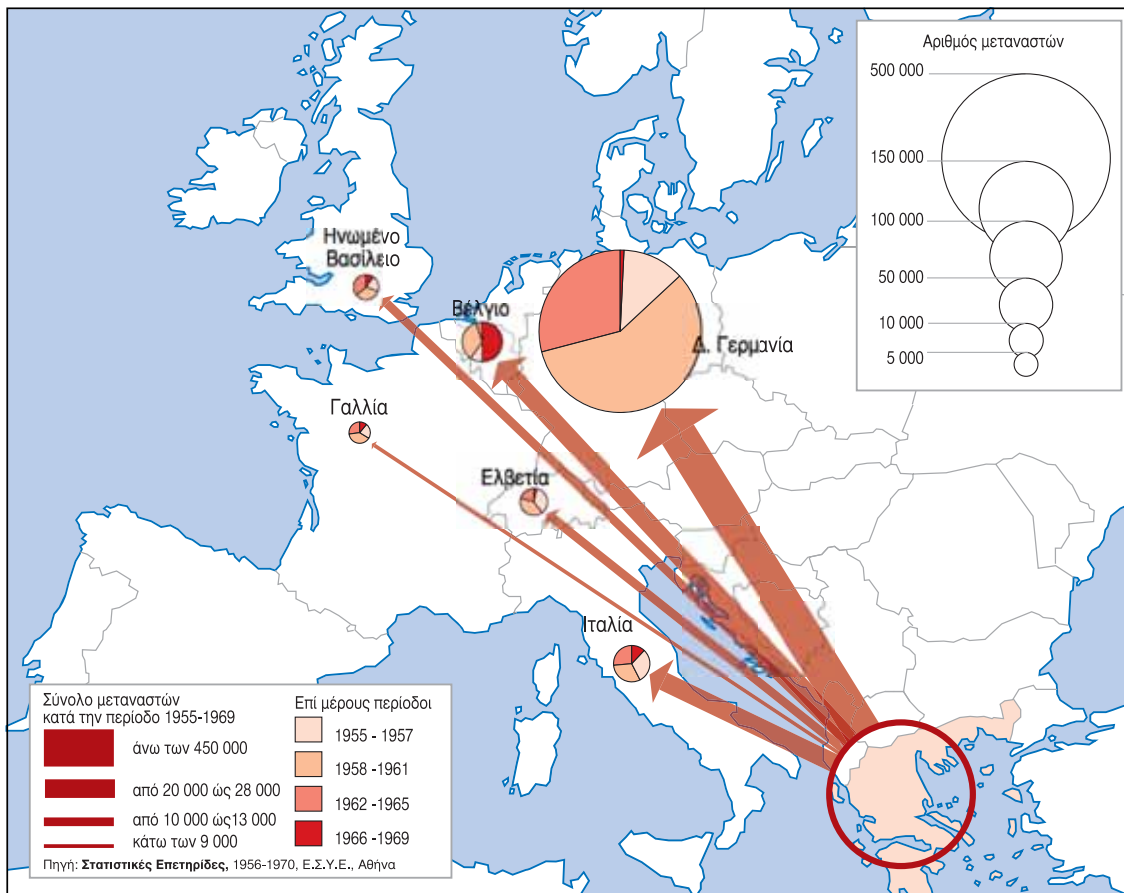 Αριθμός μεταναστών
500 000
150 000
100 000
50 000
10 000
5 000
Ηνωμένο
Βασίλειο
Βέλγιο
Δ. Γερμανία
Γαλλία
Ελβετία
Ιταλία
Σύνολο μεταναστών
κατά την περίοδο 1955-1969
άνω των 450 000
από 20 000 ώς 28 000
από 10 000 ώς13 000
κάτω των 9 000
Επί μέρους περίοδοι
1955 - 1957
1958 -1961
1962 -1965
1966 -1969
Πηγή: Στατιστικές Επετηρίδες, 1956-1970, Ε.Σ.Υ.Ε., Αθήνα